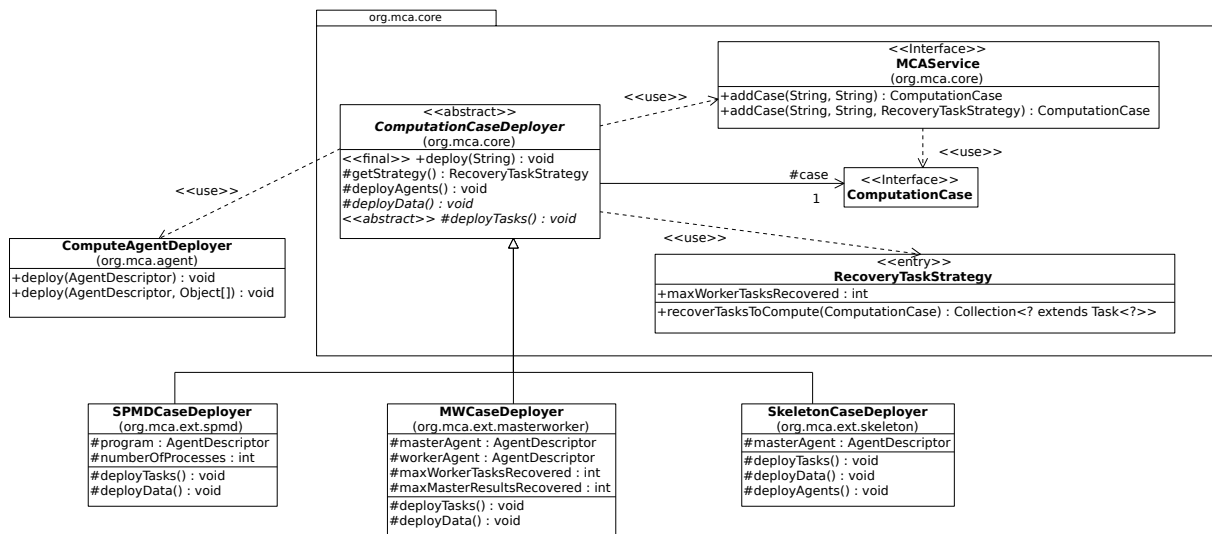 org.mca.core
<<Interface>>
MCAService
(org.mca.core)
+addCase(String, String) : ComputationCase
+addCase(String, String, RecoveryTaskStrategy) : ComputationCase
<<use>>
<<abstract>>
ComputationCaseDeployer
(org.mca.core)
<<final>> +deploy(String) : void
#getStrategy() : RecoveryTaskStrategy
#deployAgents() : void
#deployData() : void
<<abstract>> #deployTasks() : void
<<use>>
#case
1
<<Interface>>
ComputationCase
<<use>>
<<use>>
ComputeAgentDeployer
(org.mca.agent)
+deploy(AgentDescriptor) : void
+deploy(AgentDescriptor, Object[]) : void
<<entry>>
RecoveryTaskStrategy
+maxWorkerTasksRecovered : int
+recoverTasksToCompute(ComputationCase) : Collection<? extends Task<?>>
SPMDCaseDeployer
(org.mca.ext.spmd)
#program : AgentDescriptor
#numberOfProcesses : int
#deployTasks() : void
#deployData() : void
MWCaseDeployer
(org.mca.ext.masterworker)
#masterAgent : AgentDescriptor
#workerAgent : AgentDescriptor
#maxWorkerTasksRecovered : int
#maxMasterResultsRecovered : int
#deployTasks() : void
#deployData() : void
SkeletonCaseDeployer
(org.mca.ext.skeleton)
#masterAgent : AgentDescriptor
#deployTasks() : void
#deployData() : void
#deployAgents() : void